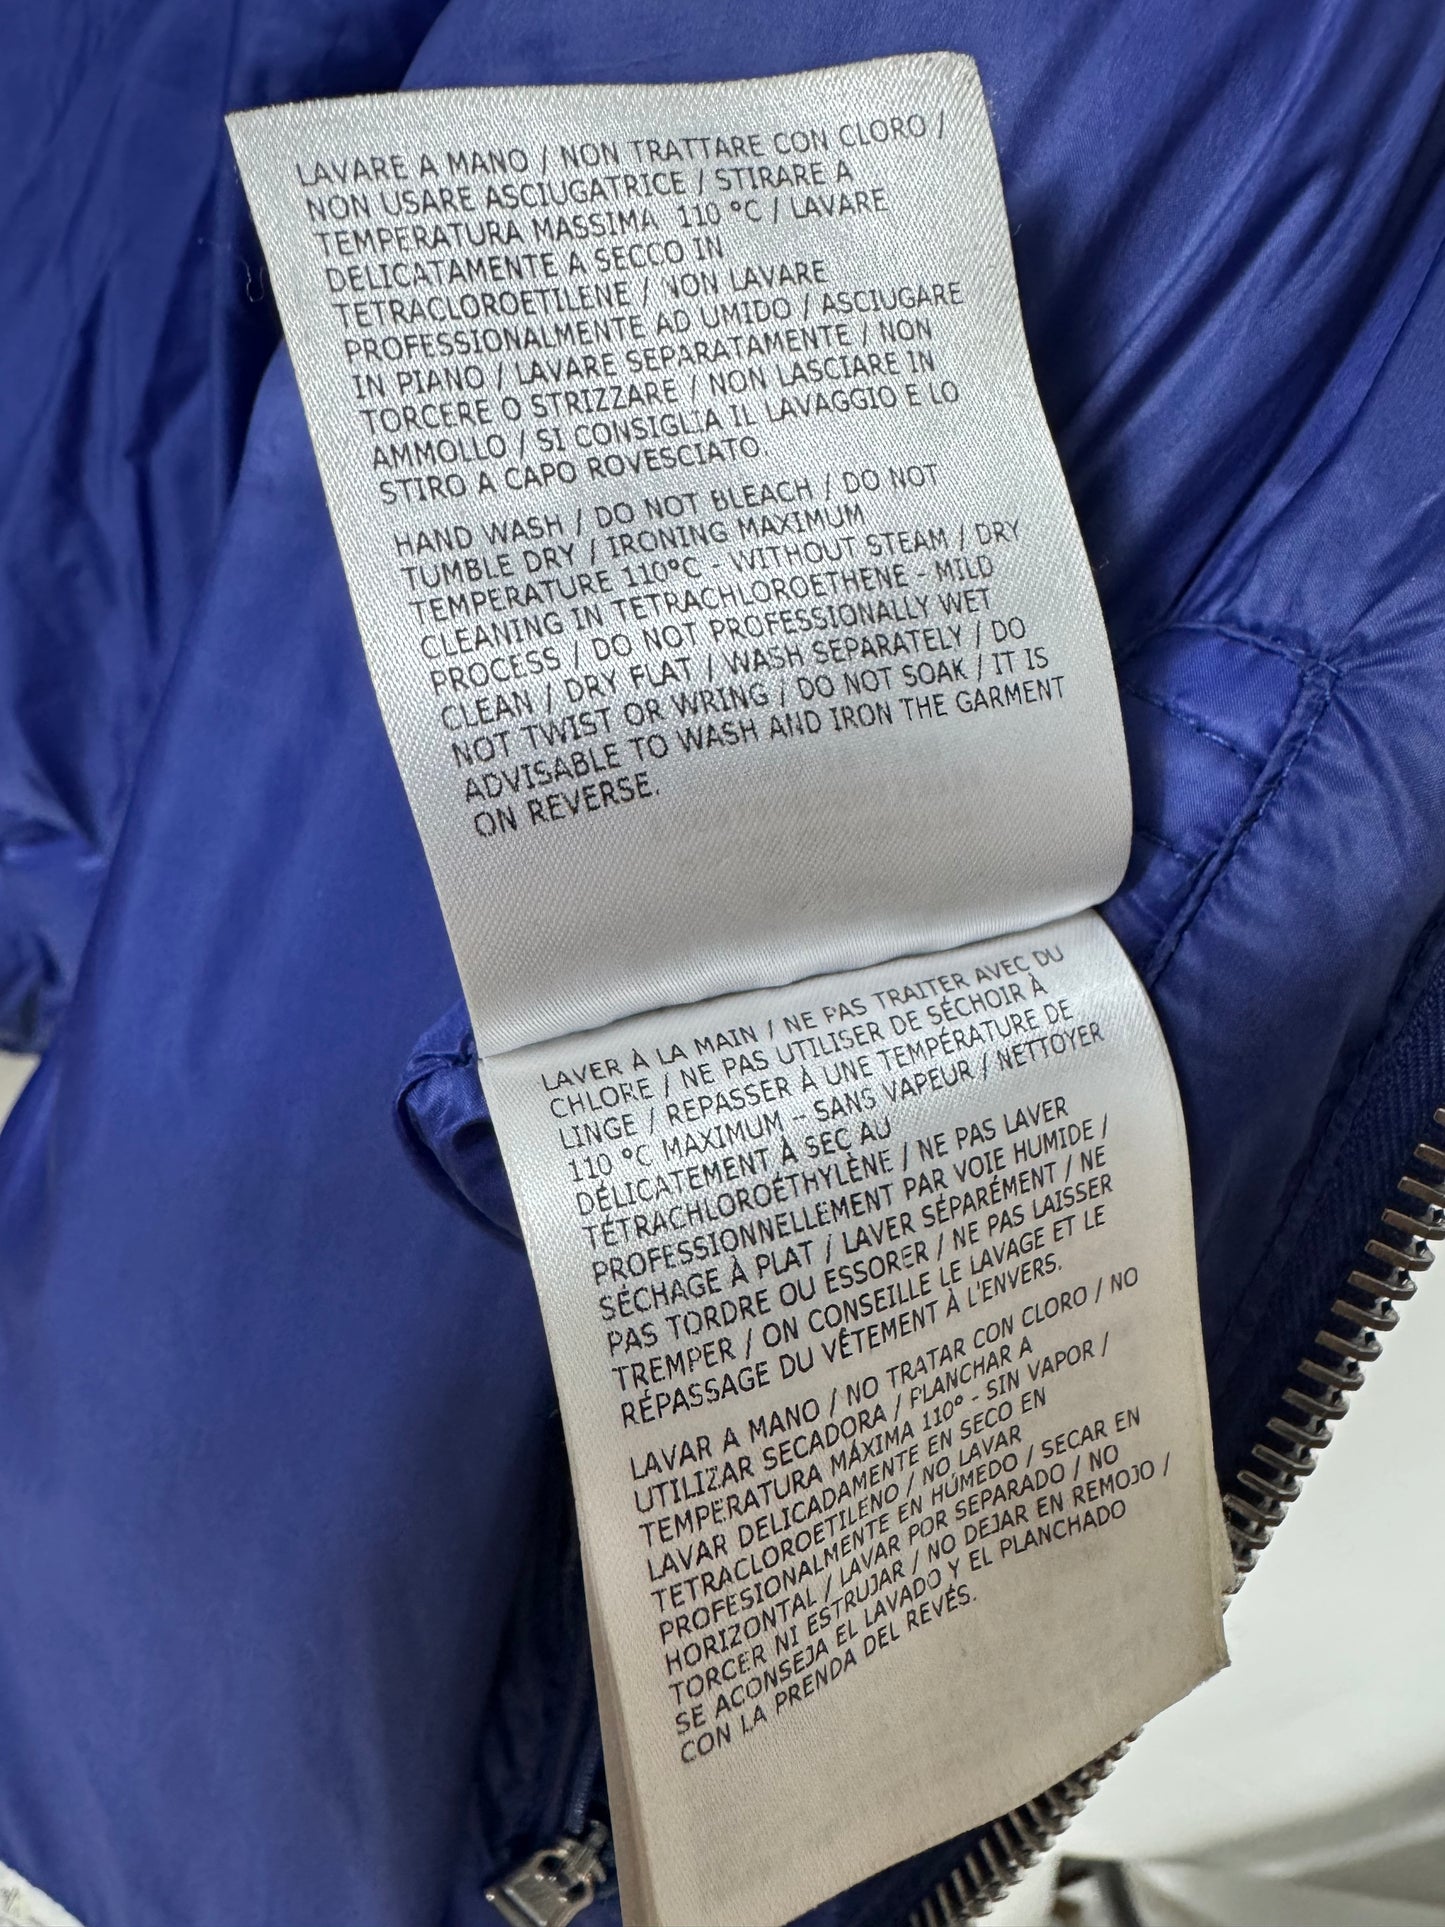 LAVARE A MANO / NON TRATTARE CON CLORO /
NON USARE ASCIUGATRICE / STIRARE A
TEMPERATURA MASSIMA 110 °C / LAVARE
DELICATAMENTE A SECCO IN
TETRACLOROETILENE / NON LAVARE
PROFESSIONALMENTE AD UMIDO / ASCIUGARE
IN PIANO / LAVARE SEPARATAMENTE / NON
TORCERE O STRIZZARE / NON LASCIARE IN
AMMOLLO / SI CONSIGLIA IL LAVAGGIO E LO
STIRO A CAPO ROVESCIATO.
HAND WASH / DO NOT BLEACH / DO NOT
TUMBLE DRY / IRONING MAXIMUM
TEMPERATURE 110°C - WITHOUT STEAM / DRY
CLEANING IN TETRACHLOROETHENE - MILD
PROCESS / DO NOT PROFESSIONALLY WET
CLEAN / DRY FLAT / WASH SEPARATELY / DO
NOT TWIST OR WRING / DO NOT SOAK / IT IS
ADVISABLE TO WASH AND IRON THE GARMENT
ON REVERSE.
LAVER À LA MAIN / NE PAS TRAITER AVEC DU
CHLORE / NE PAS UTILISER DE SÉCHOIR À
LINGE / REPASSER À UNE TEMPÉRATURE DE
110 °C MAXIMUM - SANS VAPEUR / NETTOYER
DÉLICATEMENT À SEC AU
TÉTRACHLOROÉTHYLÈNE / NE PAS LAVER
PROFESSIONNELLEMENT PAR VOIE HUMIDE /
SÉCHAGE À PLAT / LAVER SÉPARÉMENT / NE
PAS TORDRE OU ESSORER / NE PAS LAISSER
TREMPER / ON CONSEILLE LE LAVAGE ET LE
RÉPASSAGE DU VÊTEMENT À L'ENVERS.
LAVAR A MANO / NO TRATAR CON CLORO / NO
UTILIZAR SECADORA / PLANCHAR A
TEMPERATURA MÁXIMA 110° - SIN VAPOR /
LAVAR DELICADAMENTE EN SECO EN
TETRACLOROETILENO / NO LAVAR
PROFESIONALMENTE EN HÚMEDO / SECAR EN
HORIZONTAL / LAVAR POR SEPARADO / NO
TORCER NI ESTRUJAR / NO DEJAR EN REMOJO /
SE ACONSEJA EL LAVADO Y EL PLANCHADO
CON LA PRENDA DEL REVÉS.